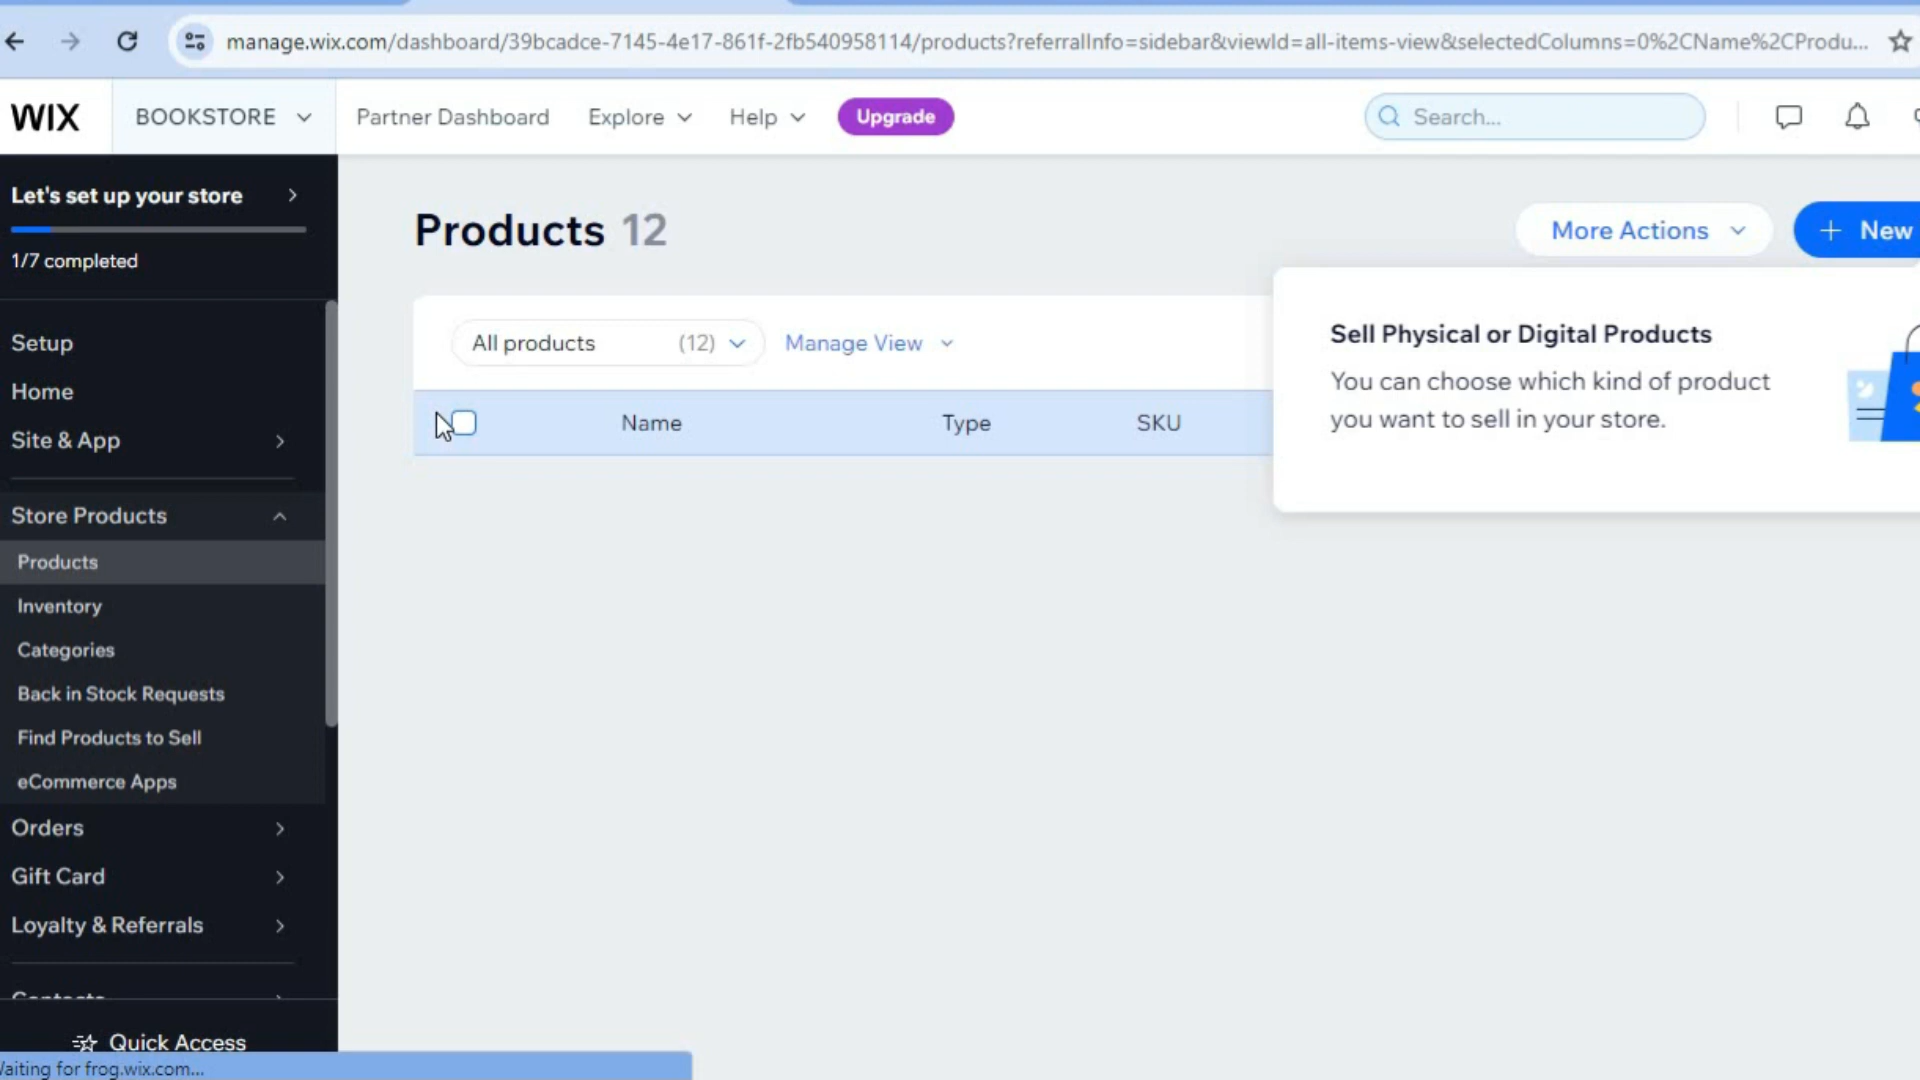 manage.wix.com/dashboard/39bcadce-7145-4e17-861f-2fb540958114/products?referralInfo=sidebar&viewId=all-items-view&selectedColumns=0%2CName%2CProdu...
WIX BOOKSTORE Partner Dashboard Explore Help Upgrade Search...
Let's set up your store
1/7 completed
Products 12
More Actions
+ New
All products (12) Manage View
Name Type SKU
Sell Physical or Digital Products
You can choose which kind of product
you want to sell in your store.
Setup
Home
Site & App
Store Products
Products
Inventory
Categories
Back in Stock Requests
Find Products to Sell
eCommerce Apps
Orders
Gift Card
Loyalty & Referrals
Contacts
Quick Access
Waiting for frog.wix.com...